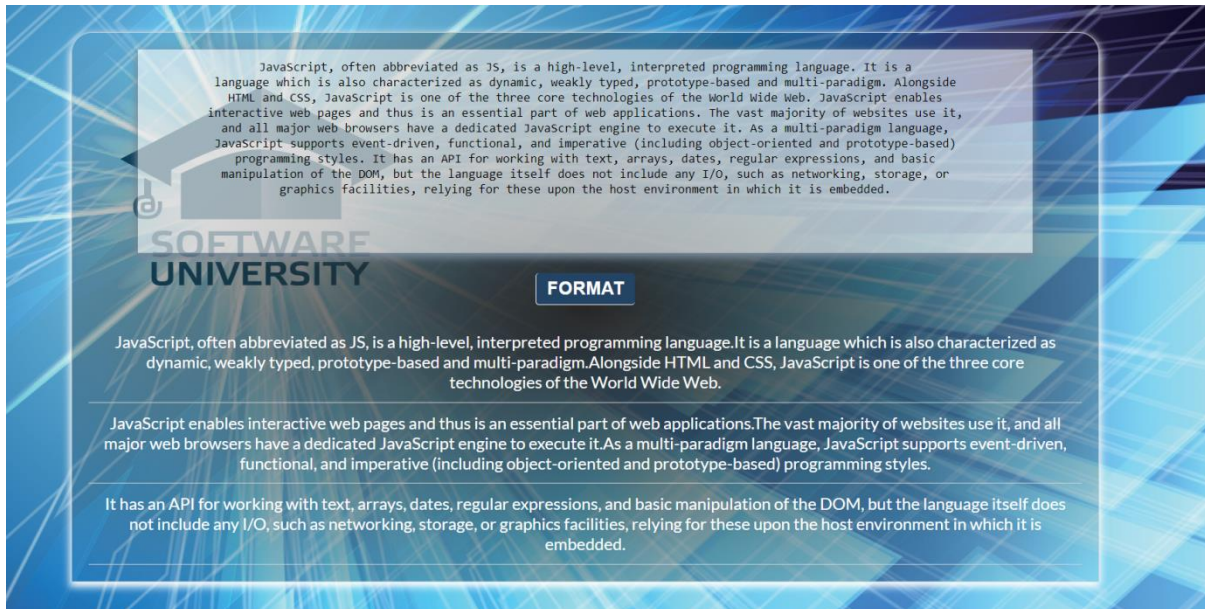 JavaScript, often abbreviated as JS, is a high-level, interpreted programming language. It is a
language which is also characterized as dynamic, weakly typed, prototype-based and multi-paradigm. Alongside
HTML and CSS, JavaScript is one of the three core technologies of the World Wide Web. JavaScript enables
interactive web pages and thus is an essential part of web applications. The vast majority of websites use it,
and all major web browsers have a dedicated JavaScript engine to execute it. As a multi-paradigm language,
JavaScript supports event-driven, functional, and imperative (including object-oriented and prototype-based)
programming styles. It has an API for working with text, arrays, dates, regular expressions, and basic
manipulation of the DOM, but the language itself does not include any I/O, such as networking, storage, or
graphics facilities, relying for these upon the host environment in which it is embedded.
SOFTWARE
UNIVERSITY
FORMAT
JavaScript, often abbreviated as JS, is a high-level, interpreted programming language.It is a language which is also characterized as
dynamic, weakly typed, prototype-based and multi-paradigm.Alongside HTML and CSS, JavaScript is one of the three core
technologies of the World Wide Web.
JavaScript enables interactive web pages and thus is an essential part of web applications.The vast majority of websites use it, and all
major web browsers have a dedicated JavaScript engine to execute it.As a multi-paradigm language, JavaScript supports event-driven,
functional, and imperative (including object-oriented and prototype-based) programming styles.
It has an API for working with text, arrays, dates, regular expressions, and basic manipulation of the DOM, but the language itself does
not include any I/O, such as networking, storage, or graphics facilities, relying for these upon the host environment in which it is
embedded.